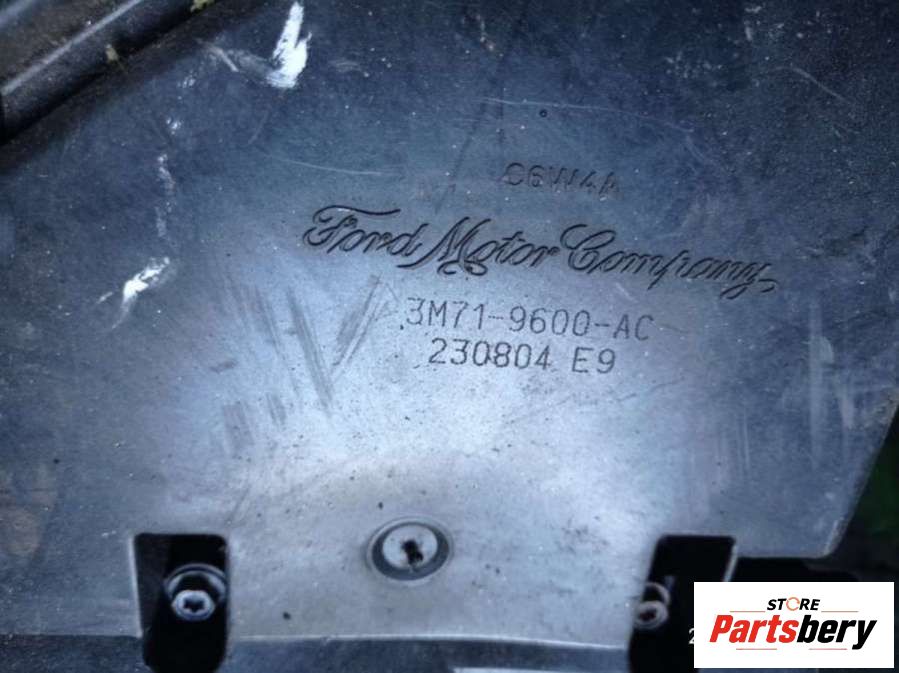 C6W4A
Ford Motor Company
3M71-9600-AC
230804 E9
STORE
Partsbery